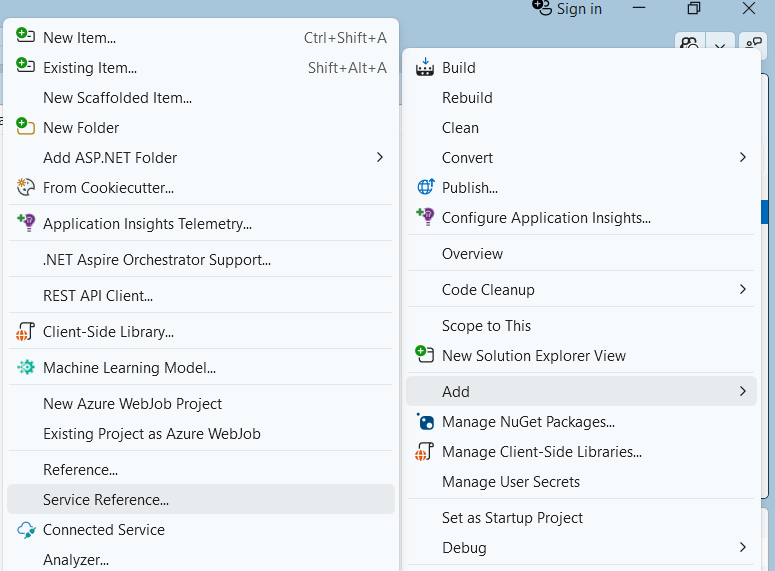 Sign in
New Item... Ctrl+Shift+A
Existing Item... Shift+Alt+A
New Scaffolded Item...
New Folder
Add ASP.NET Folder
From Cookiecutter...
Application Insights Telemetry...
.NET Aspire Orchestrator Support...
REST API Client...
Client-Side Library...
Machine Learning Model...
New Azure WebJob Project
Existing Project as Azure WebJob
Reference...
Service Reference...
Connected Service
Analyzer...
Build
Rebuild
Clean
Convert
Publish...
Configure Application Insights...
Overview
Code Cleanup
Scope to This
New Solution Explorer View
Add
Manage NuGet Packages...
Manage Client-Side Libraries...
Manage User Secrets
Set as Startup Project
Debug